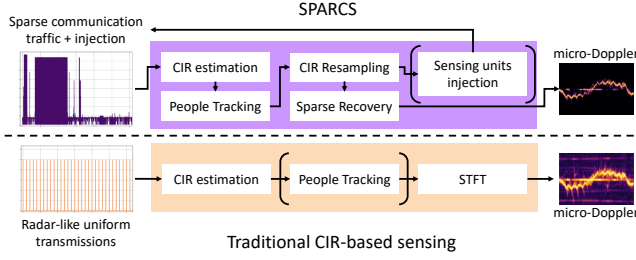 SPARCS
Sparse communication
traffic + injection
CIR estimation
People Tracking
CIR Resampling
Sparse Recovery
Sensing units
injection
micro-Doppler
CIR estimation
People Tracking
STFT
micro-Doppler
Radar-like uniform
transmissions
Traditional CIR-based sensing